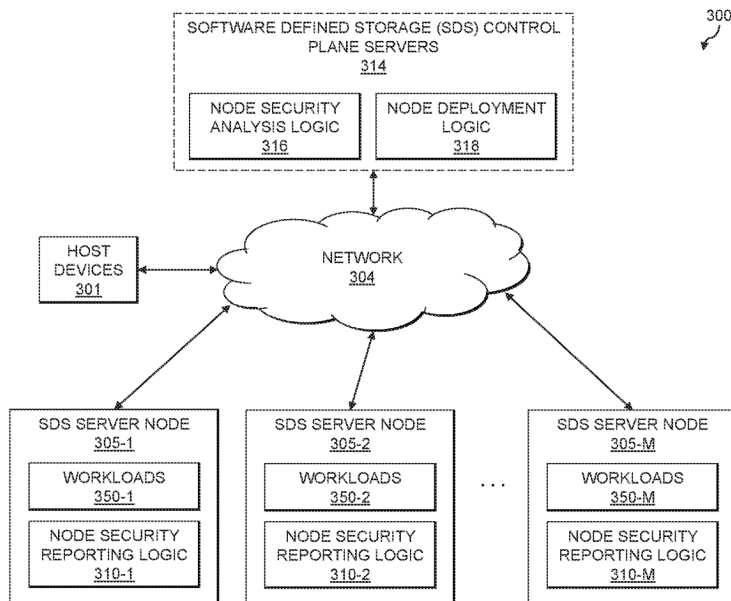 300
SOFTWARE DEFINED STORAGE (SDS) CONTROL
PLANE SERVERS
314
NODE SECURITY
ANALYSIS LOGIC
316
NODE DEPLOYMENT
LOGIC
318
HOST
DEVICES
301
NETWORK
304
SDS SERVER NODE
305-1
WORKLOADS
350-1
NODE SECURITY
REPORTING LOGIC
310-1
SDS SERVER NODE
305-2
WORKLOADS
350-2
NODE SECURITY
REPORTING LOGIC
310-2
. . .
SDS SERVER NODE
305-M
WORKLOADS
350-M
NODE SECURITY
REPORTING LOGIC
310-M